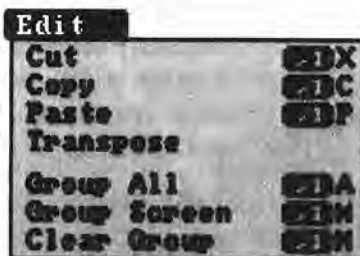 Edit
Cut X
Copy C
Paste P
Transpose
Group All A
Group Screen
Clear Group